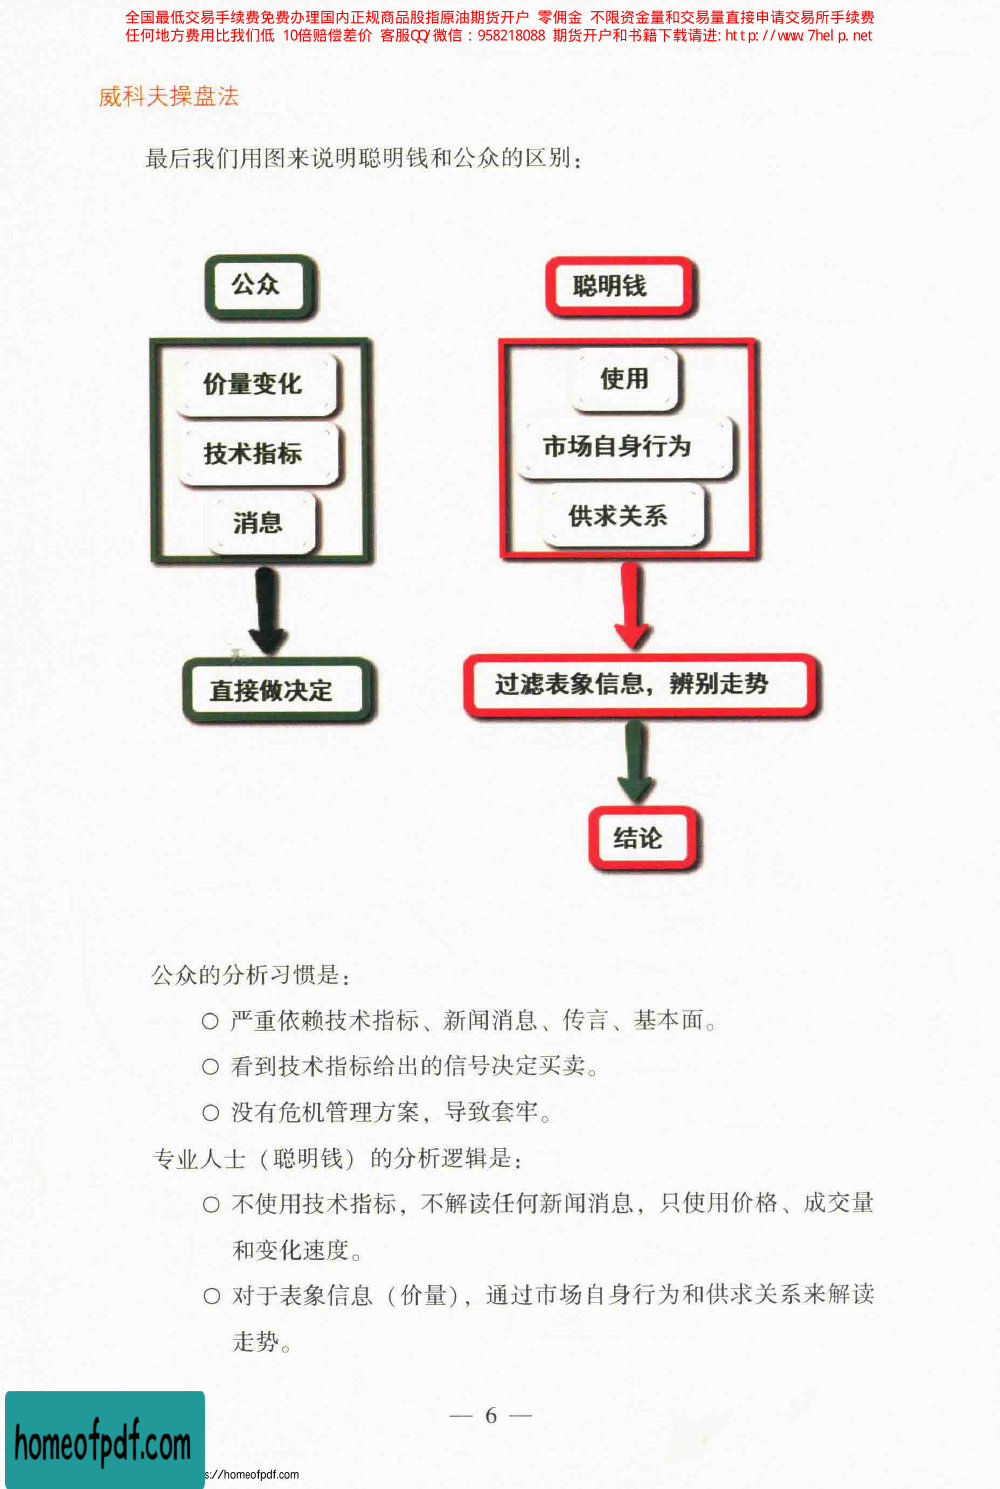 全国最低交易手续费免费办理国内正规商品股指原油期货开户 零佣金 不限资金量和交易量直接申请交易所手续费
任何地方费用比我们低 10倍赔偿差价 客服QQ/微信：958218088 期货开户和书籍下载请进:http://www.7help.net
威科夫操盘法
最后我们用图来说明聪明钱和公众的区别：
公众
价量变化
技术指标
消息
直接做决定
聪明钱
使用
市场自身行为
供求关系
过滤表象信息，辨别走势
结论
公众的分析习惯是：
○ 严重依赖技术指标、新闻消息、传言、基本面。
○ 看到技术指标给出的信号决定买卖。
○ 没有危机管理方案，导致套牢。
专业人士（聪明钱）的分析逻辑是：
○ 不使用技术指标，不解读任何新闻消息，只使用价格、成交量
和变化速度。
○ 对于表象信息（价量），通过市场自身行为和供求关系来解读
走势。
— 6 —
homeofpdf.com
s://homeofpdf.com